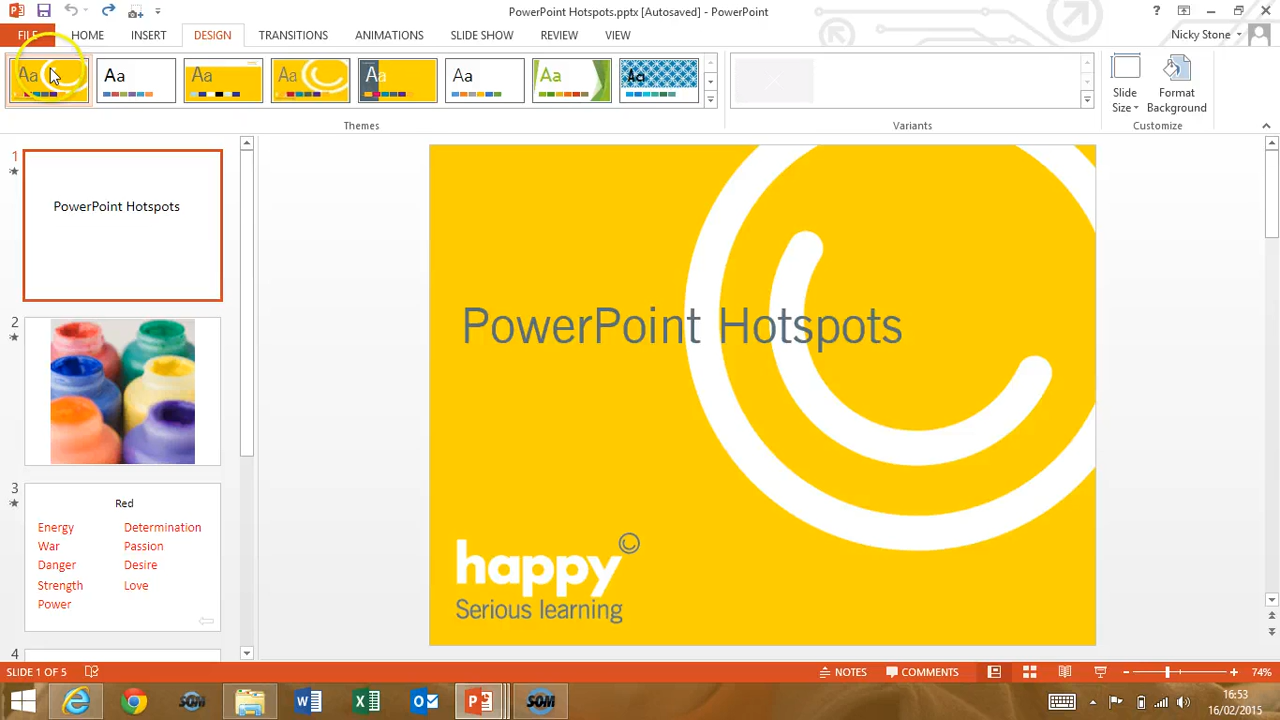 PowerPoint Hotspots.pptx [Autosaved] - PowerPoint
?
FILE HOME INSERT DESIGN TRANSITIONS ANIMATIONS SLIDE SHOW REVIEW VIEW Nicky Stone
Aa Aa Aa Aa Aa Aa Aa Aa
Slide Size
Format Background
Themes Variants Customize
1
PowerPoint Hotspots
2
3
Red
Energy Determination
War Passion
Danger Desire
Strength Love
Power
4
PowerPoint Hotspots
happy
Serious learning
SLIDE 1 OF 5 NOTES COMMENTS 74%
SOM SOM
16:53
16/02/2015